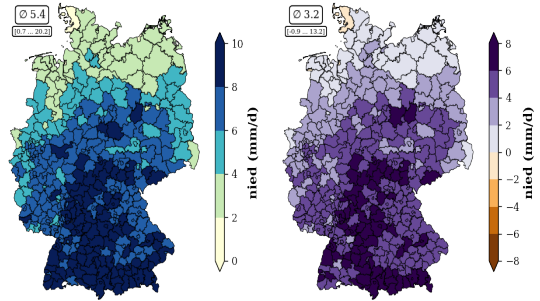 Ø 5.4
[0.7 ... 20.2]
10
8
6
4
2
0
nied (mm/d)
Ø 3.2
[-0.9 ... 13.2]
8
6
4
2
0
−2
−4
−6
−8
nied (mm/d)